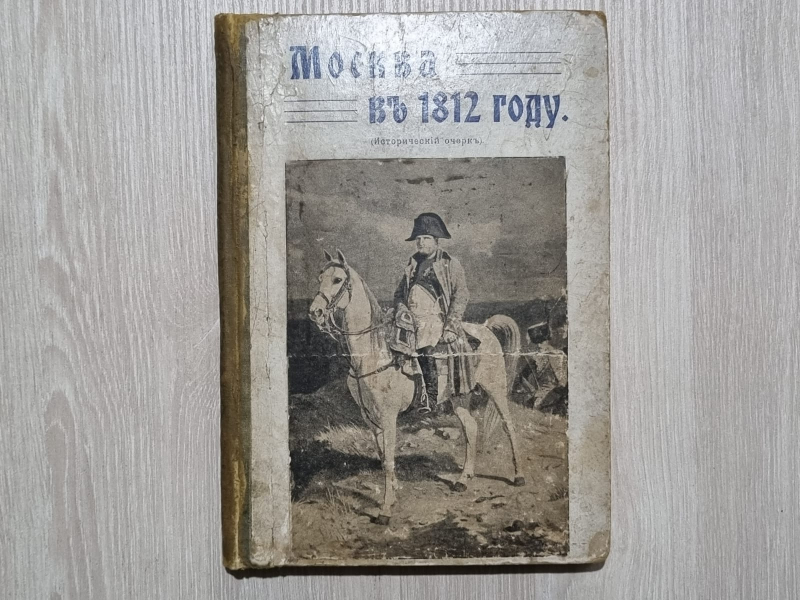 Москва
въ 1812 году.
(Историческій очеркъ)